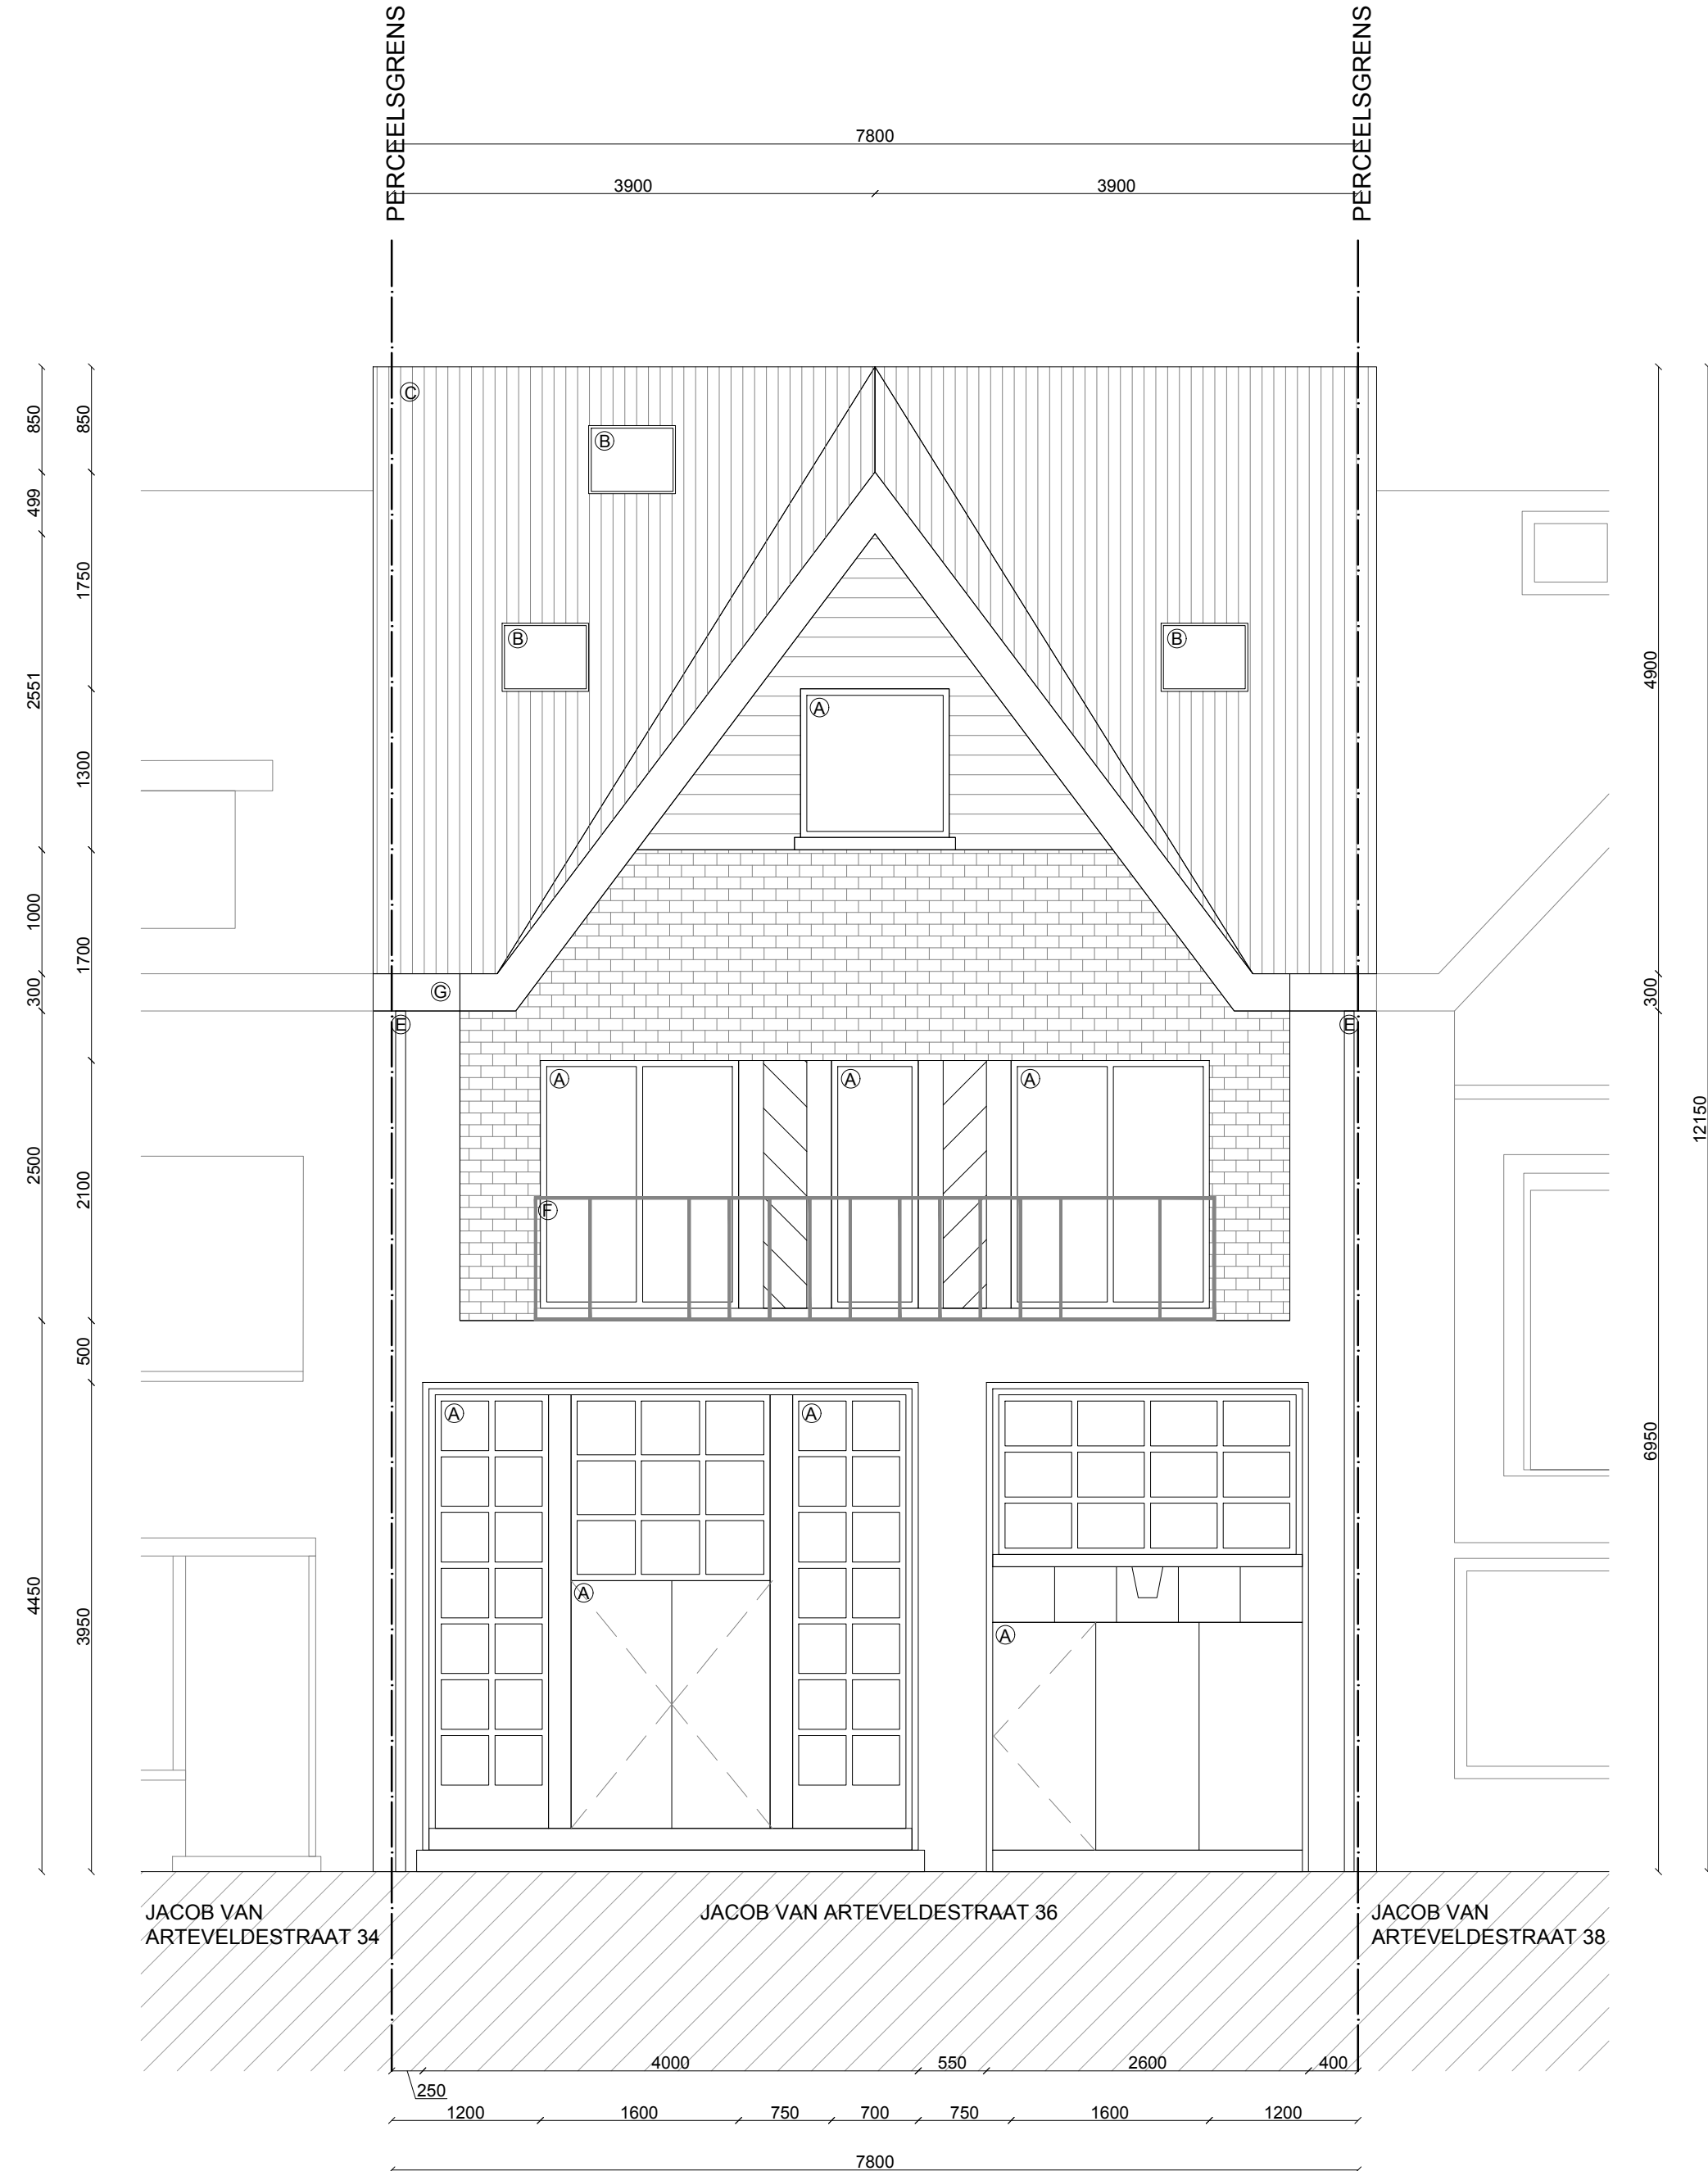 PERCEELSGRENS
PERCEELSGRENS
7800
3900 3900
C
B
B
B
A
G
E
E
A
A
A
F
A
A
A
A
850
499
2551
1000
300
2500
4450
850
1750
1300
1700
2100
500
3950
4900
300
6950
12150
JACOB VAN
ARTEVELDESTRAAT 34
JACOB VAN ARTEVELDESTRAAT 36
JACOB VAN
ARTEVELDESTRAAT 38
4000 550 2600 400
250
1200 1600 750 700 750 1600 1200
7800